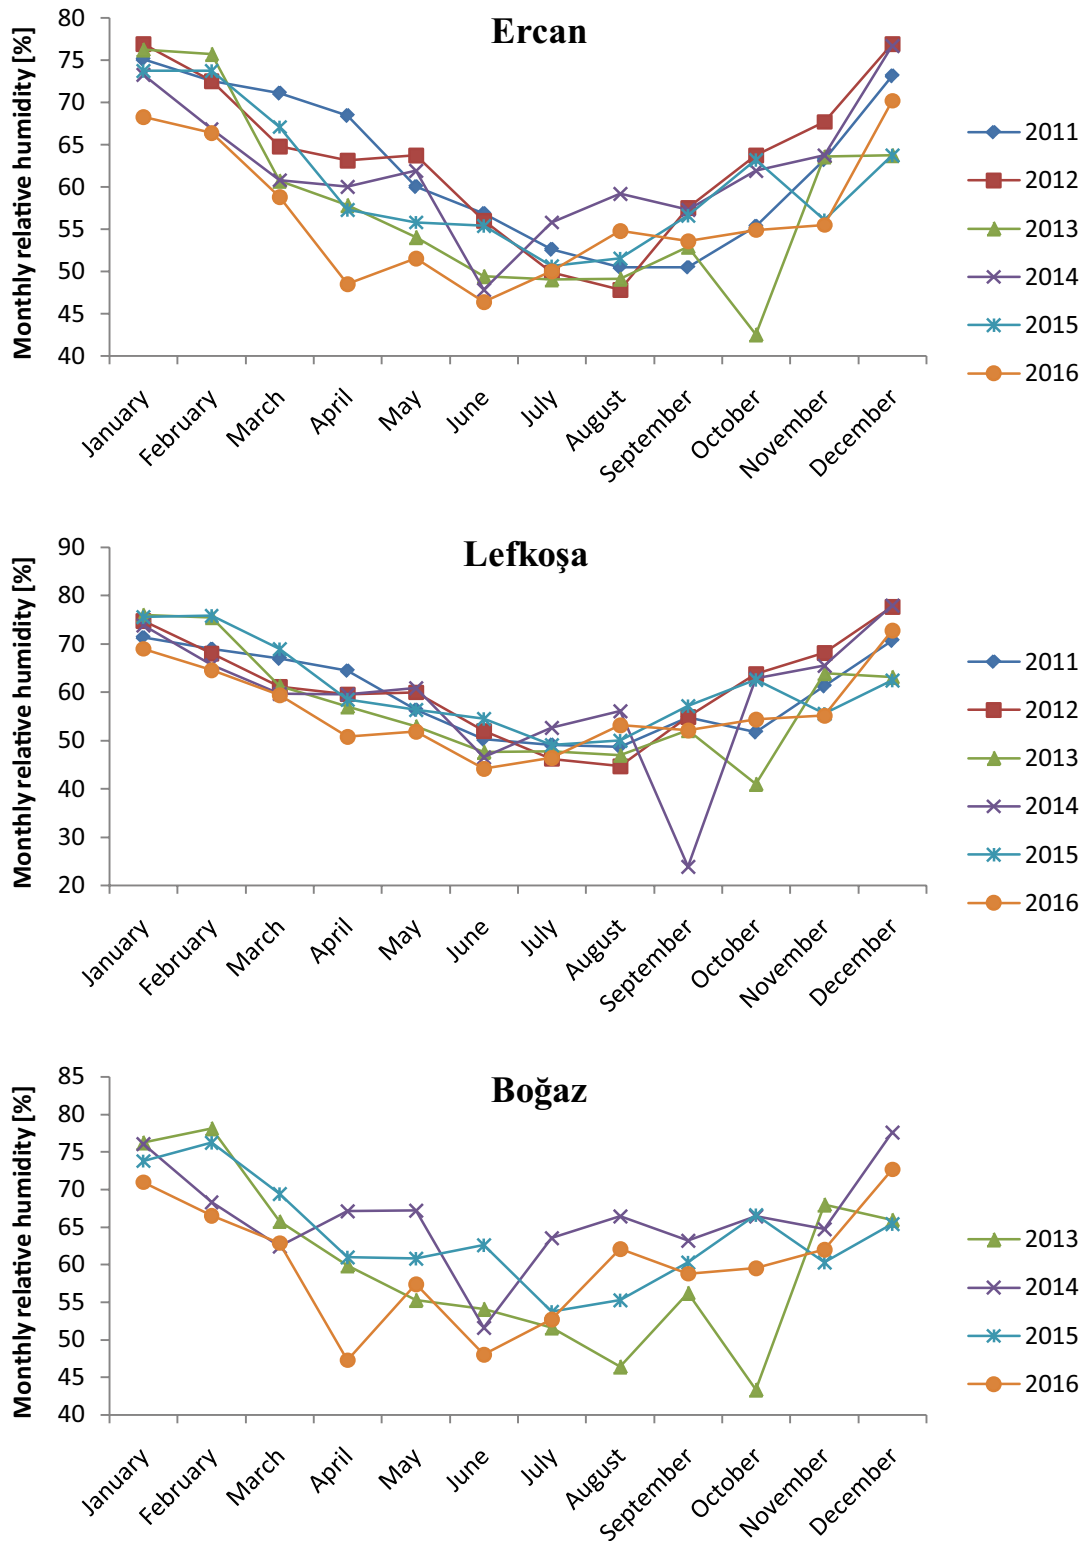 Ercan
Monthly relative humidity [%]
80
75
70
65
60
55
50
45
40
January
February
March
April
May
June
July
August
September
October
November
December
2011
2012
2013
2014
2015
2016
Lefkoşa
Monthly relative humidity [%]
90
80
70
60
50
40
30
20
January
February
March
April
May
June
July
August
September
October
November
December
2011
2012
2013
2014
2015
2016
Boğaz
Monthly relative humidity [%]
85
80
75
70
65
60
55
50
45
40
January
February
March
April
May
June
July
August
September
October
November
December
2013
2014
2015
2016